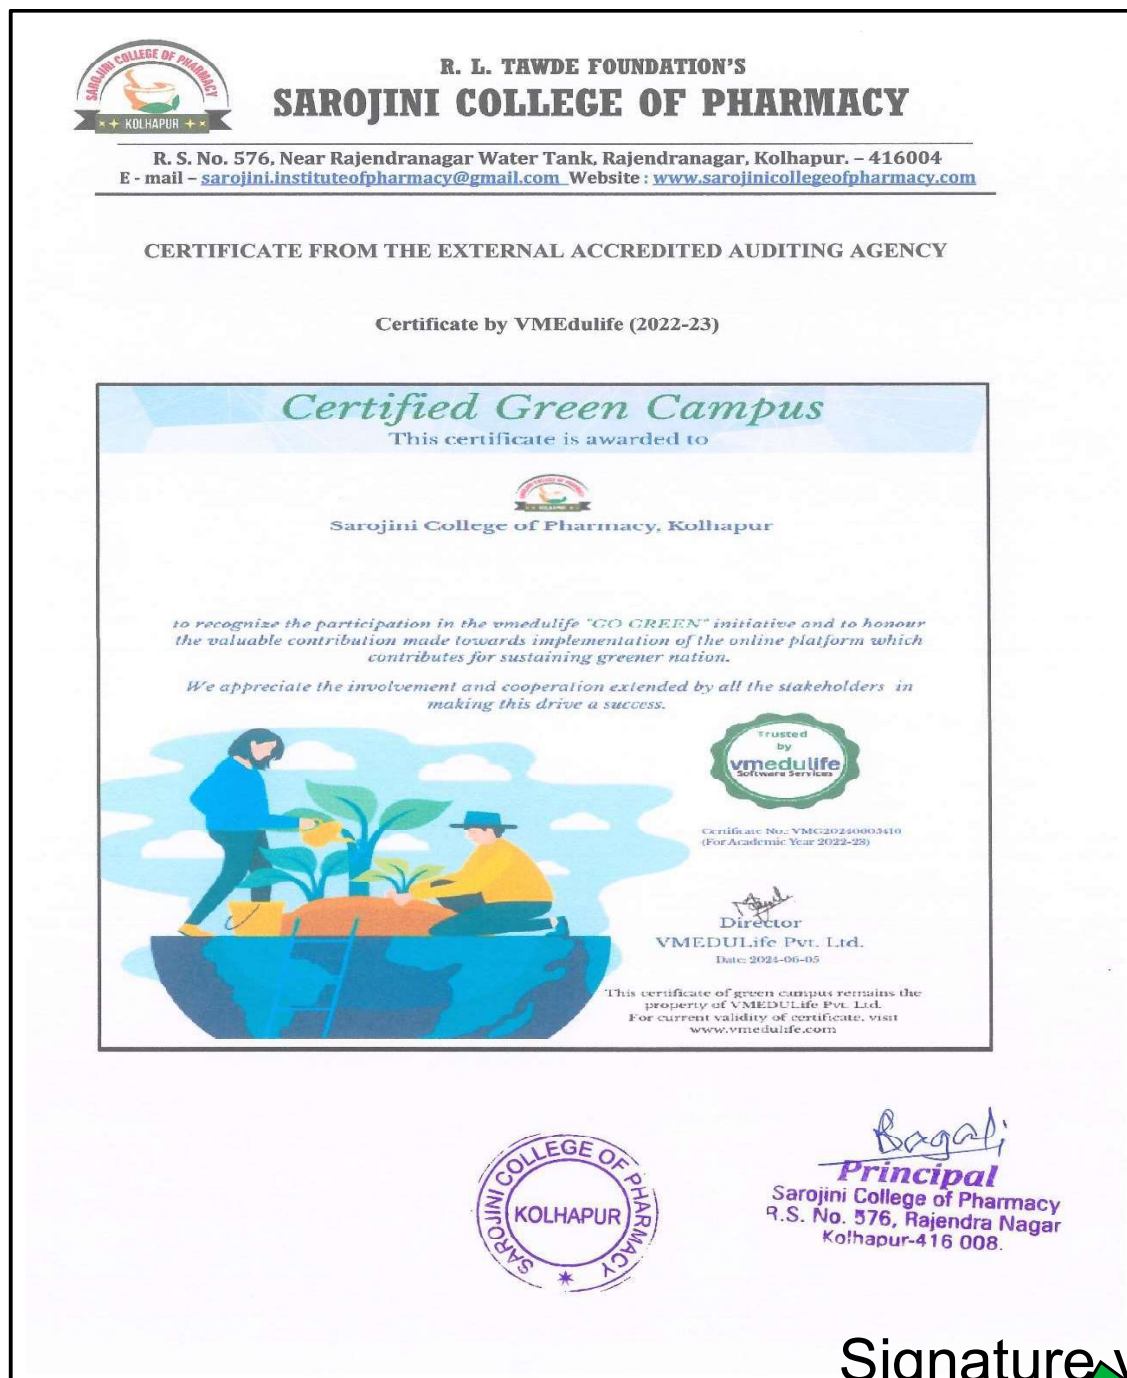 SAROJINI COLLEGE OF PHARMACY
KOLHAPUR
R. L. TAWDE FOUNDATION'S
SAROJINI COLLEGE OF PHARMACY
R. S. No. 576, Near Rajendranagar Water Tank, Rajendranagar, Kolhapur. – 416004
E - mail – sarojini.instituteofpharmacy@gmail.com Website : www.sarojinicollegeofpharmacy.com
CERTIFICATE FROM THE EXTERNAL ACCREDITED AUDITING AGENCY
Certificate by VMEdulife (2022-23)
Certified Green Campus
This certificate is awarded to
Sarojini College of Pharmacy, Kolhapur
to recognize the participation in the vmedulife "GO GREEN" initiative and to honour
the valuable contribution made towards implementation of the online platform which
contributes for sustaining greener nation.
We appreciate the involvement and cooperation extended by all the stakeholders in
making this drive a success.
Trusted
by
vmedulife
Software Services
Certificate No.:
(For Academic Year 2022-23)
Director
VMEDULife Pvt. Ltd.
Date: 2024-06-05
This certificate of green campus remains the
property of VMEDULife Pvt. Ltd.
For current validity of certificate, visit
www.vmedulife.com
SAROJINI COLLEGE OF PHARMACY
KOLHAPUR
Bagali
Principal
Sarojini College of Pharmacy
R.S. No. 576, Rajendra Nagar
Kolhapur-416 008.
Signature v